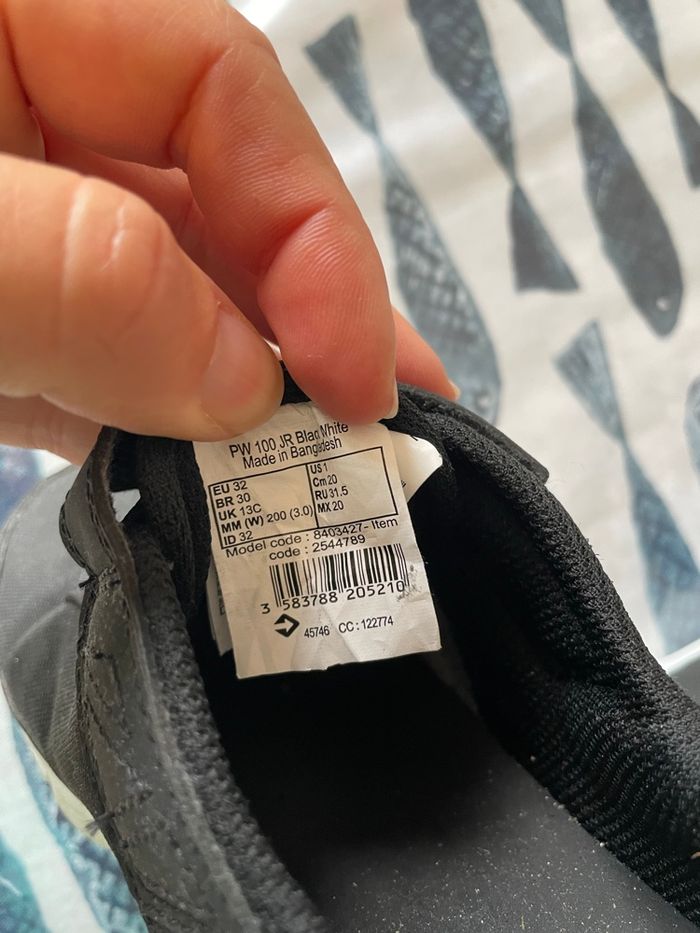 PW 100 JR Blac White
Made in Bangladesh
EU 32 US 1
BR 30 Cm 20
UK 13C RU 31.5
MM (W) 200 (3.0) MX 20
ID 32
Model code : 8403427- Item
code : 2544789
3 583788 205210
45746 CC : 122774